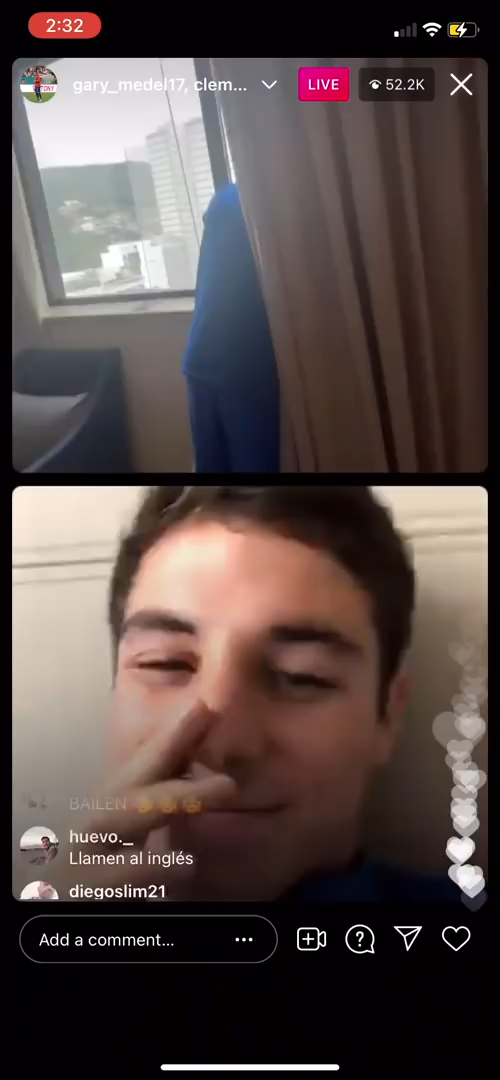 2:32
gary_medel17, clem...
LIVE
52.2K
BAILEN
huevo._
Llamen al inglés
diegoslim21
Add a comment...